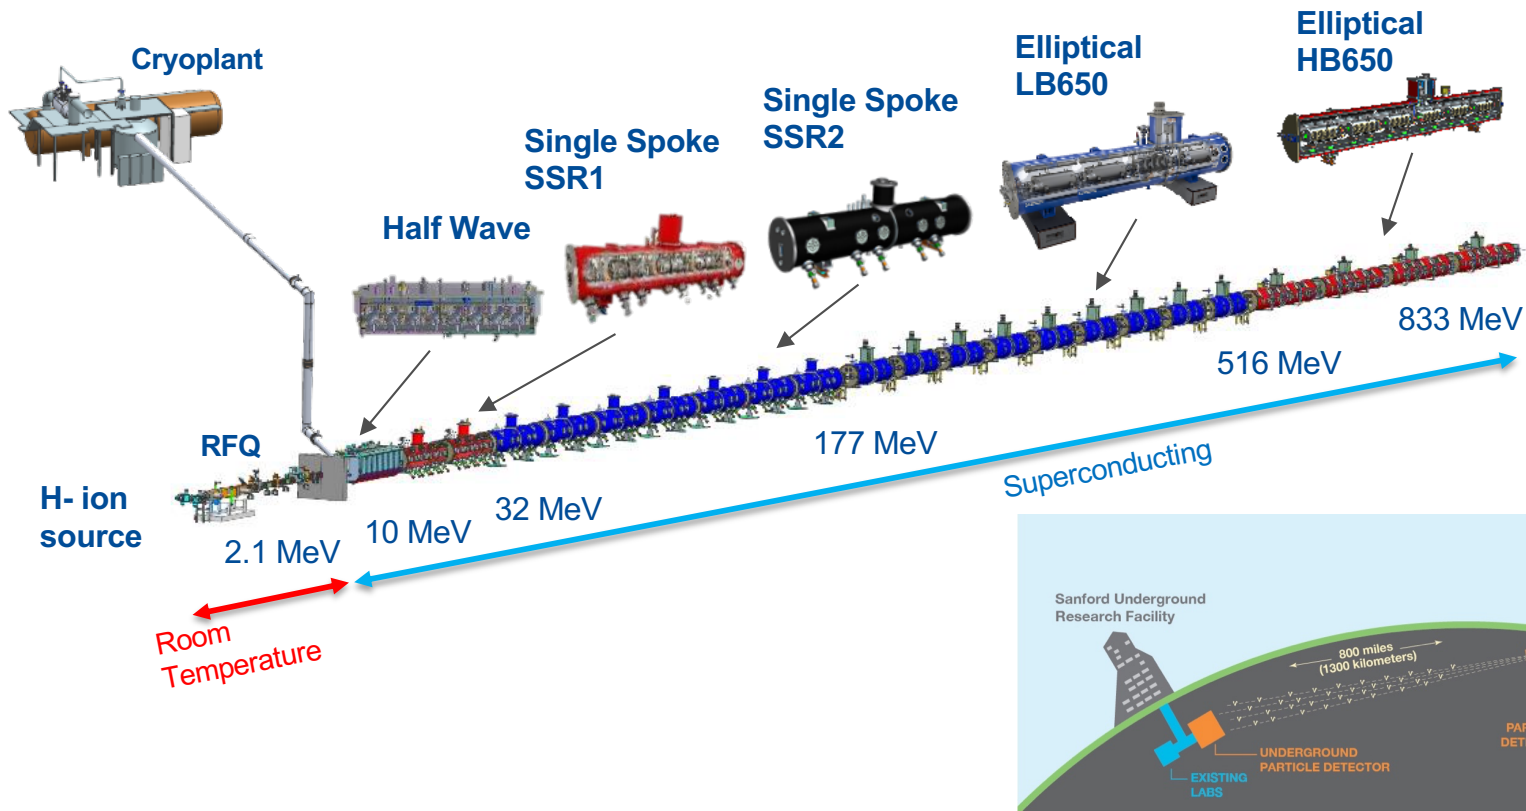 Cryoplant
Half Wave
Single Spoke
SSR1
Single Spoke
SSR2
Elliptical
LB650
Elliptical
HB650
RFQ
H- ion
source
2.1 MeV
10 MeV
32 MeV
177 MeV
516 MeV
833 MeV
Room
Temperature
Superconducting
Sanford Underground
Research Facility
800 miles
(1300 kilometers)
UNDERGROUND
PARTICLE DETECTOR
EXISTING
LABS